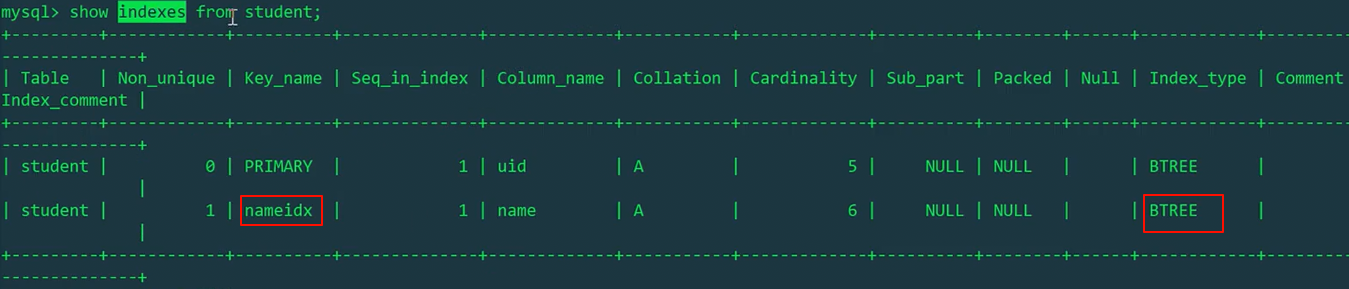 mysql> show indexes from student;
+---------+------------+----------+--------------+-------------+-----------+-------------+----------+--------+------+------------+---------+
---------------+
| Table   | Non_unique | Key_name | Seq_in_index | Column_name | Collation | Cardinality | Sub_part | Packed | Null | Index_type | Comment
Index_comment |
+---------+------------+----------+--------------+-------------+-----------+-------------+----------+--------+------+------------+---------+
---------------+
| student |          0 | PRIMARY  |            1 | uid         | A         |           5 |     NULL | NULL   |      | BTREE      |
              |
| student |          1 | nameidx  |            1 | name        | A         |           6 |     NULL | NULL   |      | BTREE      |
              |
+---------+------------+----------+--------------+-------------+-----------+-------------+----------+--------+------+------------+---------+
---------------+